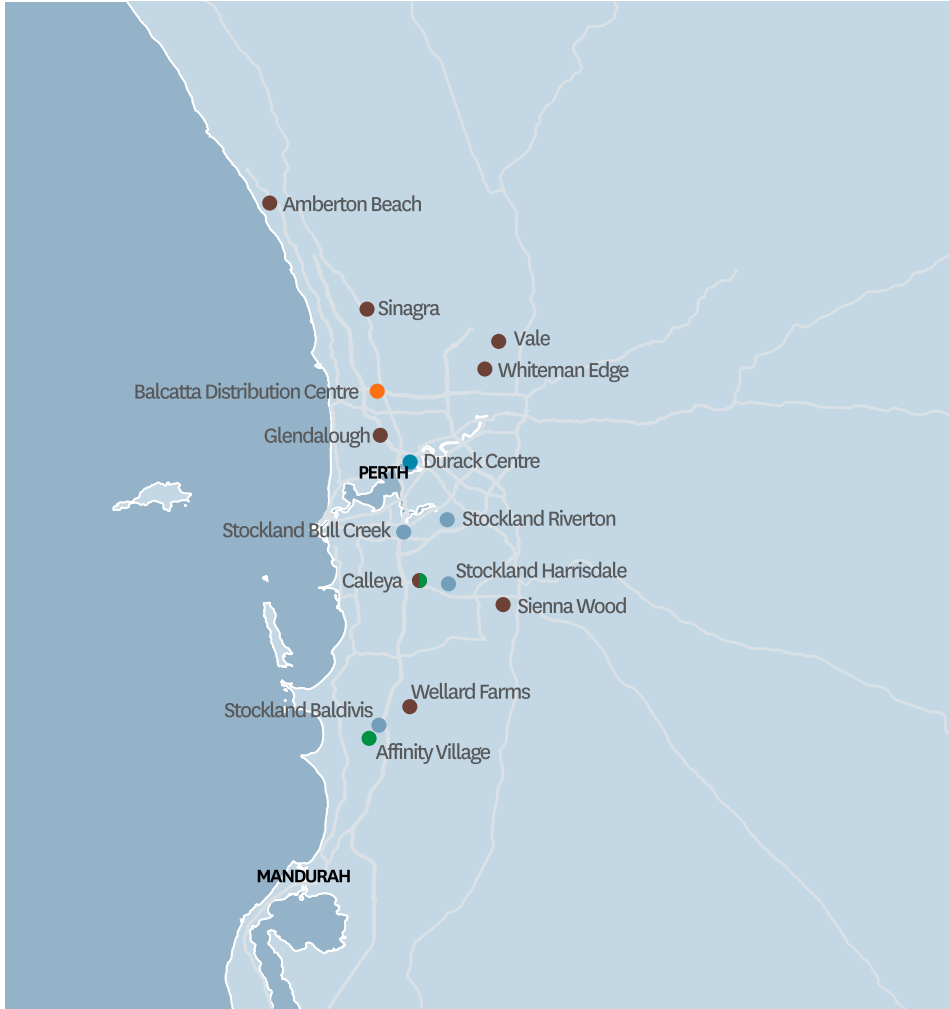 Amberton Beach
Sinagra
Vale
Whiteman Edge
Balcatta Distribution Centre
Glendalough
Durack Centre
PERTH
Stockland Riverton
Stockland Bull Creek
Stockland Harrisdale
Calleya
Sienna Wood
Wellard Farms
Stockland Baldivis
Affinity Village
MANDURAH